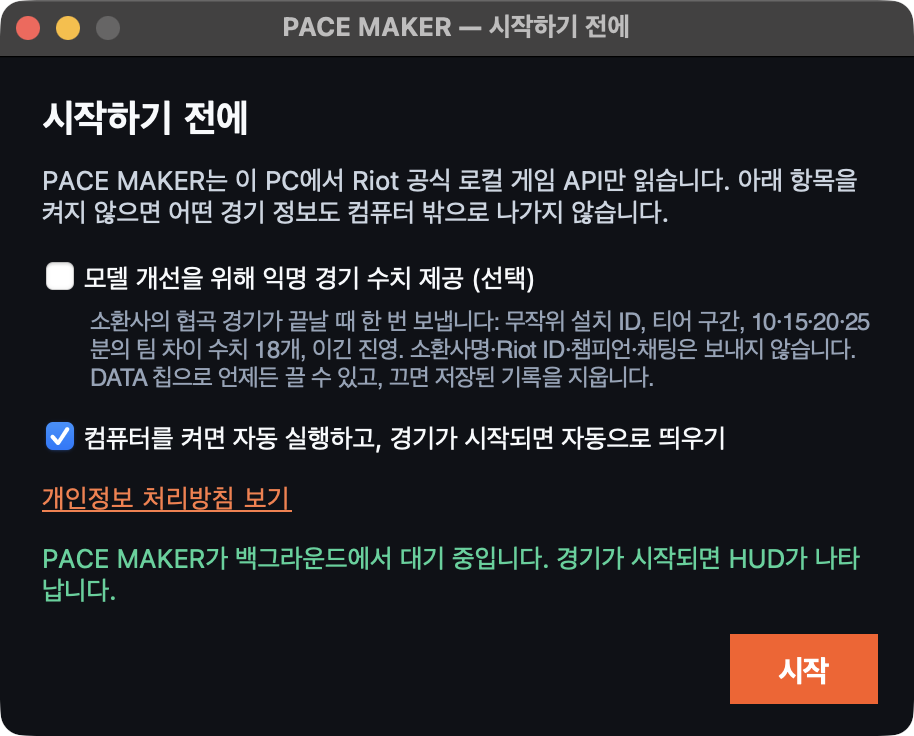 PACE MAKER — 시작하기 전에
시작하기 전에
PACE MAKER는 이 PC에서 Riot 공식 로컬 게임 API만 읽습니다. 아래 항목을
켜지 않으면 어떤 경기 정보도 컴퓨터 밖으로 나가지 않습니다.
모델 개선을 위해 익명 경기 수치 제공 (선택)
소환사의 협곡 경기가 끝날 때 한 번 보냅니다: 무작위 설치 ID, 티어 구간, 10·15·20·25
분의 팀 차이 수치 18개, 이긴 진영. 소환사명·Riot ID·챔피언·채팅은 보내지 않습니다.
DATA 칩으로 언제든 끌 수 있고, 끄면 저장된 기록을 지웁니다.
컴퓨터를 켜면 자동 실행하고, 경기가 시작되면 자동으로 띄우기
개인정보 처리방침 보기
PACE MAKER가 백그라운드에서 대기 중입니다. 경기가 시작되면 HUD가 나타
납니다.
시작